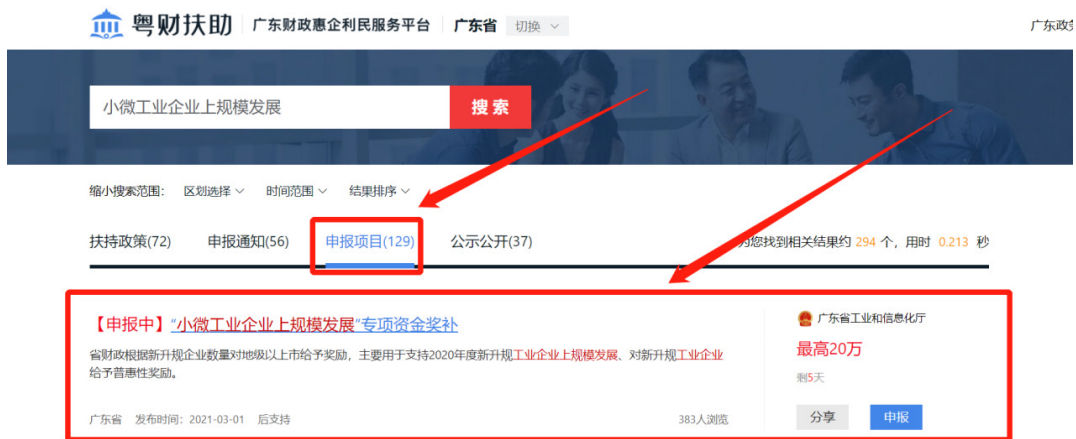 粤财扶助 广东财政惠企利民服务平台 广东省 切换
小微工业企业上规模发展 搜索
缩小搜索范围： 区划选择 时间范围 结果排序
扶持政策(72) 申报通知(56) 申报项目(129) 公示公开(37) 为您找到相关结果约 294 个，用时 0.213 秒
【申报中】“小微工业企业上规模发展”专项资金奖补 广东省工业和信息化厅
省财政根据新升规企业数量对地级以上市给予奖励，主要用于支持2020年度新升规工业企业上规模发展、对新升规工业企业 最高20万
给予普惠性奖励。 剩5天
广东省 发布时间：2021-03-01 后支持 383人浏览 分享 申报